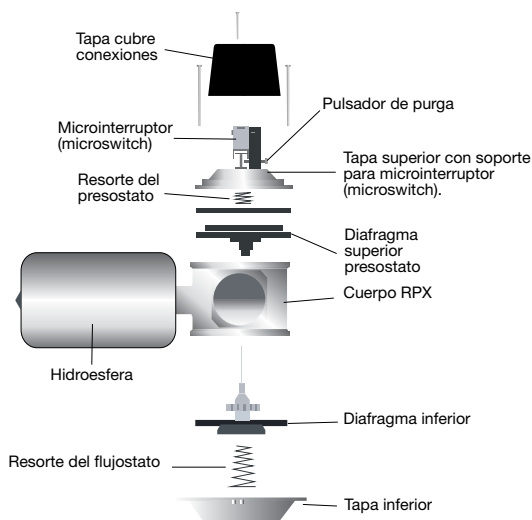 Tapa cubre
conexiones
Pulsador de purga
Microinterruptor
(microswitch)
Tapa superior con soporte
para microinterruptor
(microswitch).
Resorte del
presostato
Diafragma
superior
presostato
Cuerpo RPX
Hidroesfera
Diafragma inferior
Resorte del flujostato
Tapa inferior